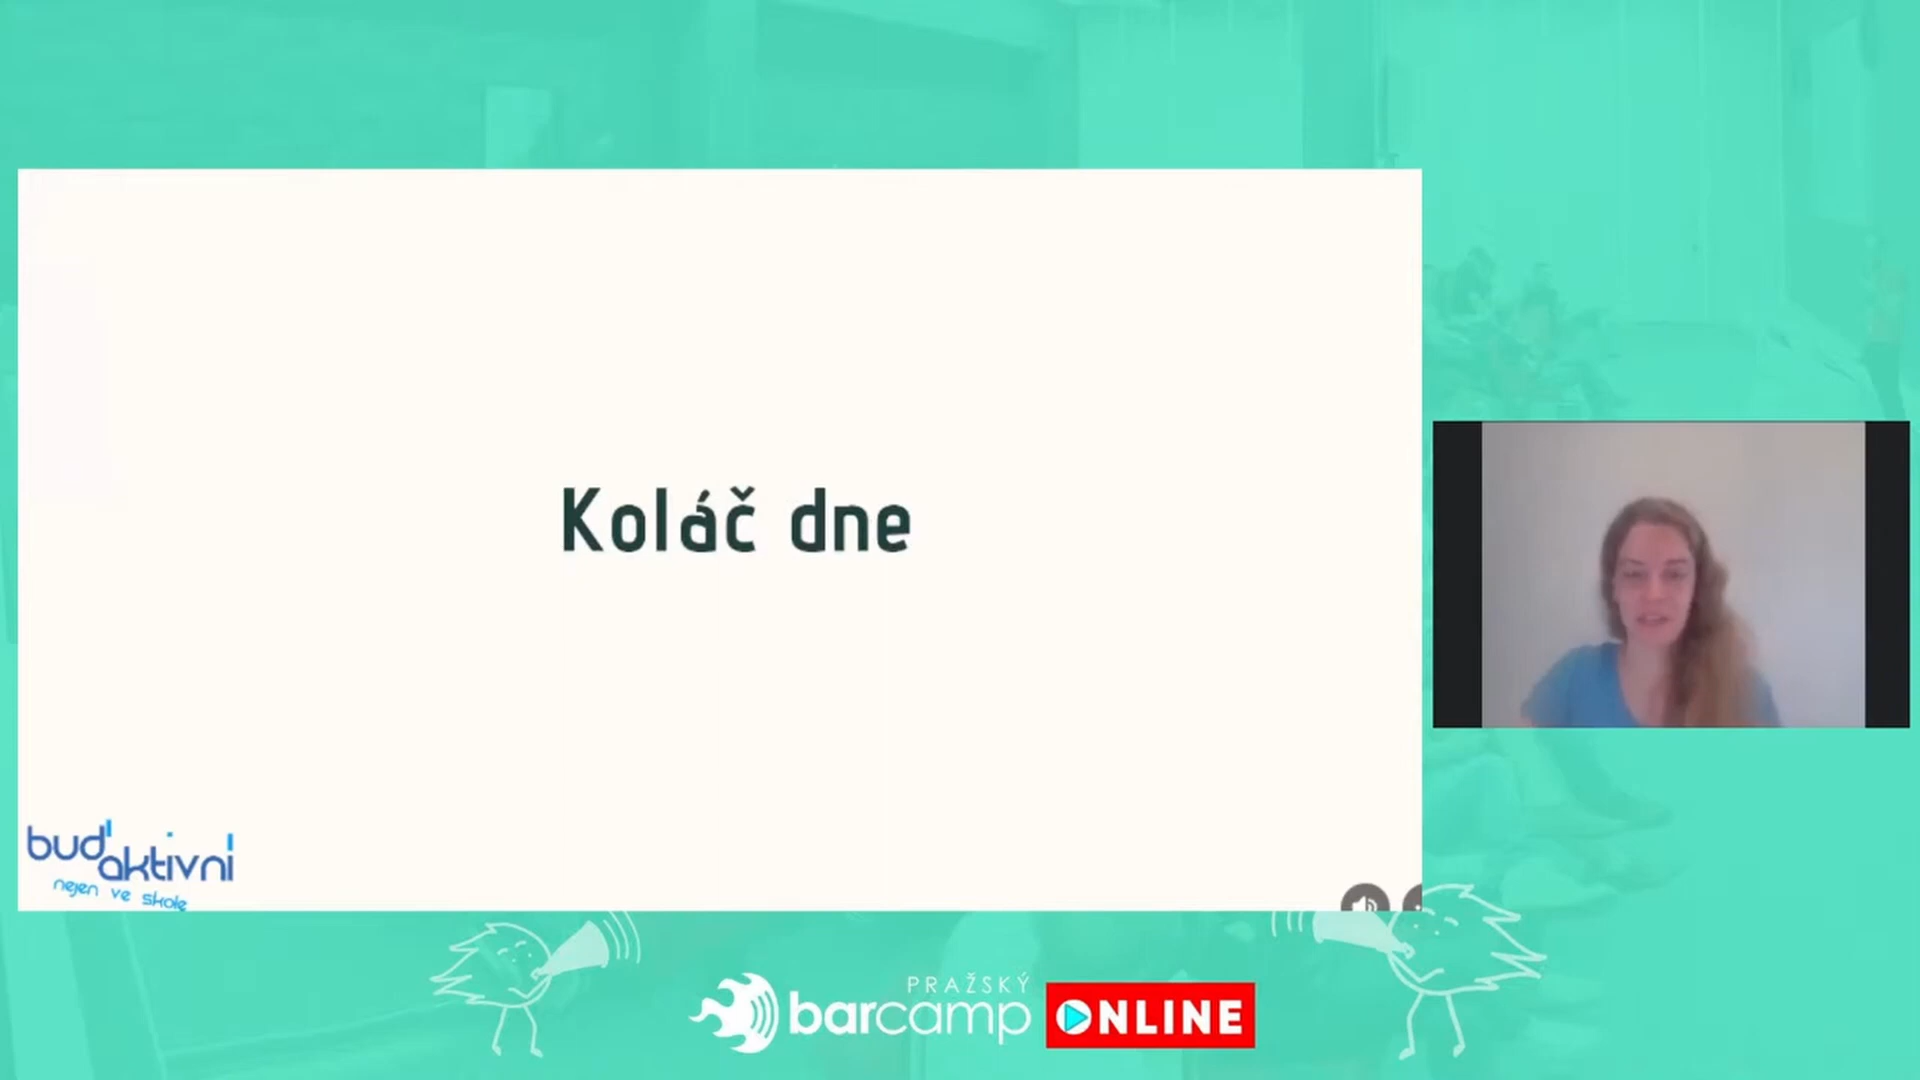 Koláč dne
buď aktivní
nejen ve škole
PRAŽSKÝ
barcamp ONLINE